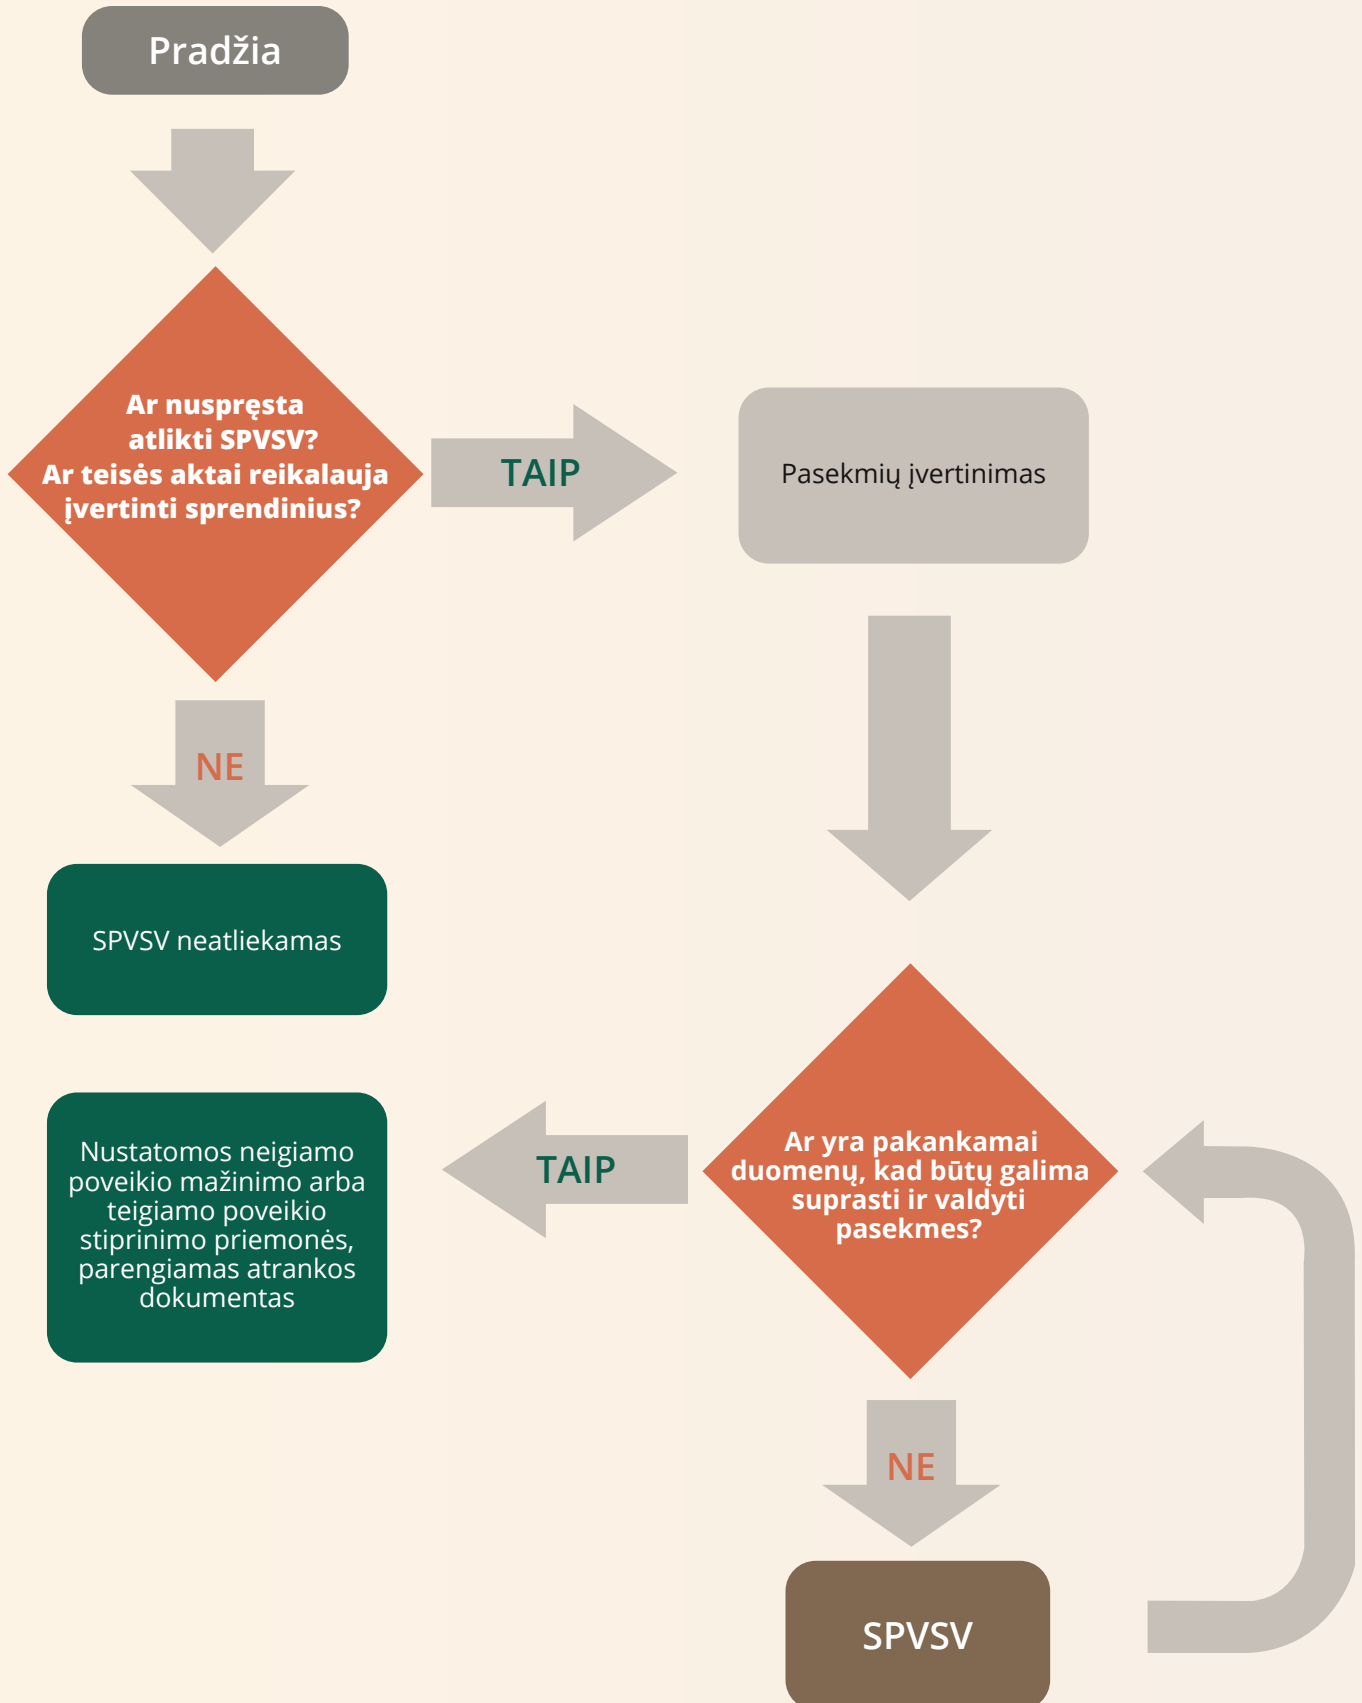 Pradžia
Ar nuspręsta
atlikti SPVSV?
Ar teisės aktai reikalauja
įvertinti sprendinius?
TAIP
Pasekmių įvertinimas
NE
SPVSV neatliekamas
Ar yra pakankamai
duomenų, kad būtų galima
suprasti ir valdyti
pasekmes?
TAIP
Nustatomos neigiamo
poveikio mažinimo arba
teigiamo poveikio
stiprinimo priemonės,
parengiamas atrankos
dokumentas
NE
SPVSV